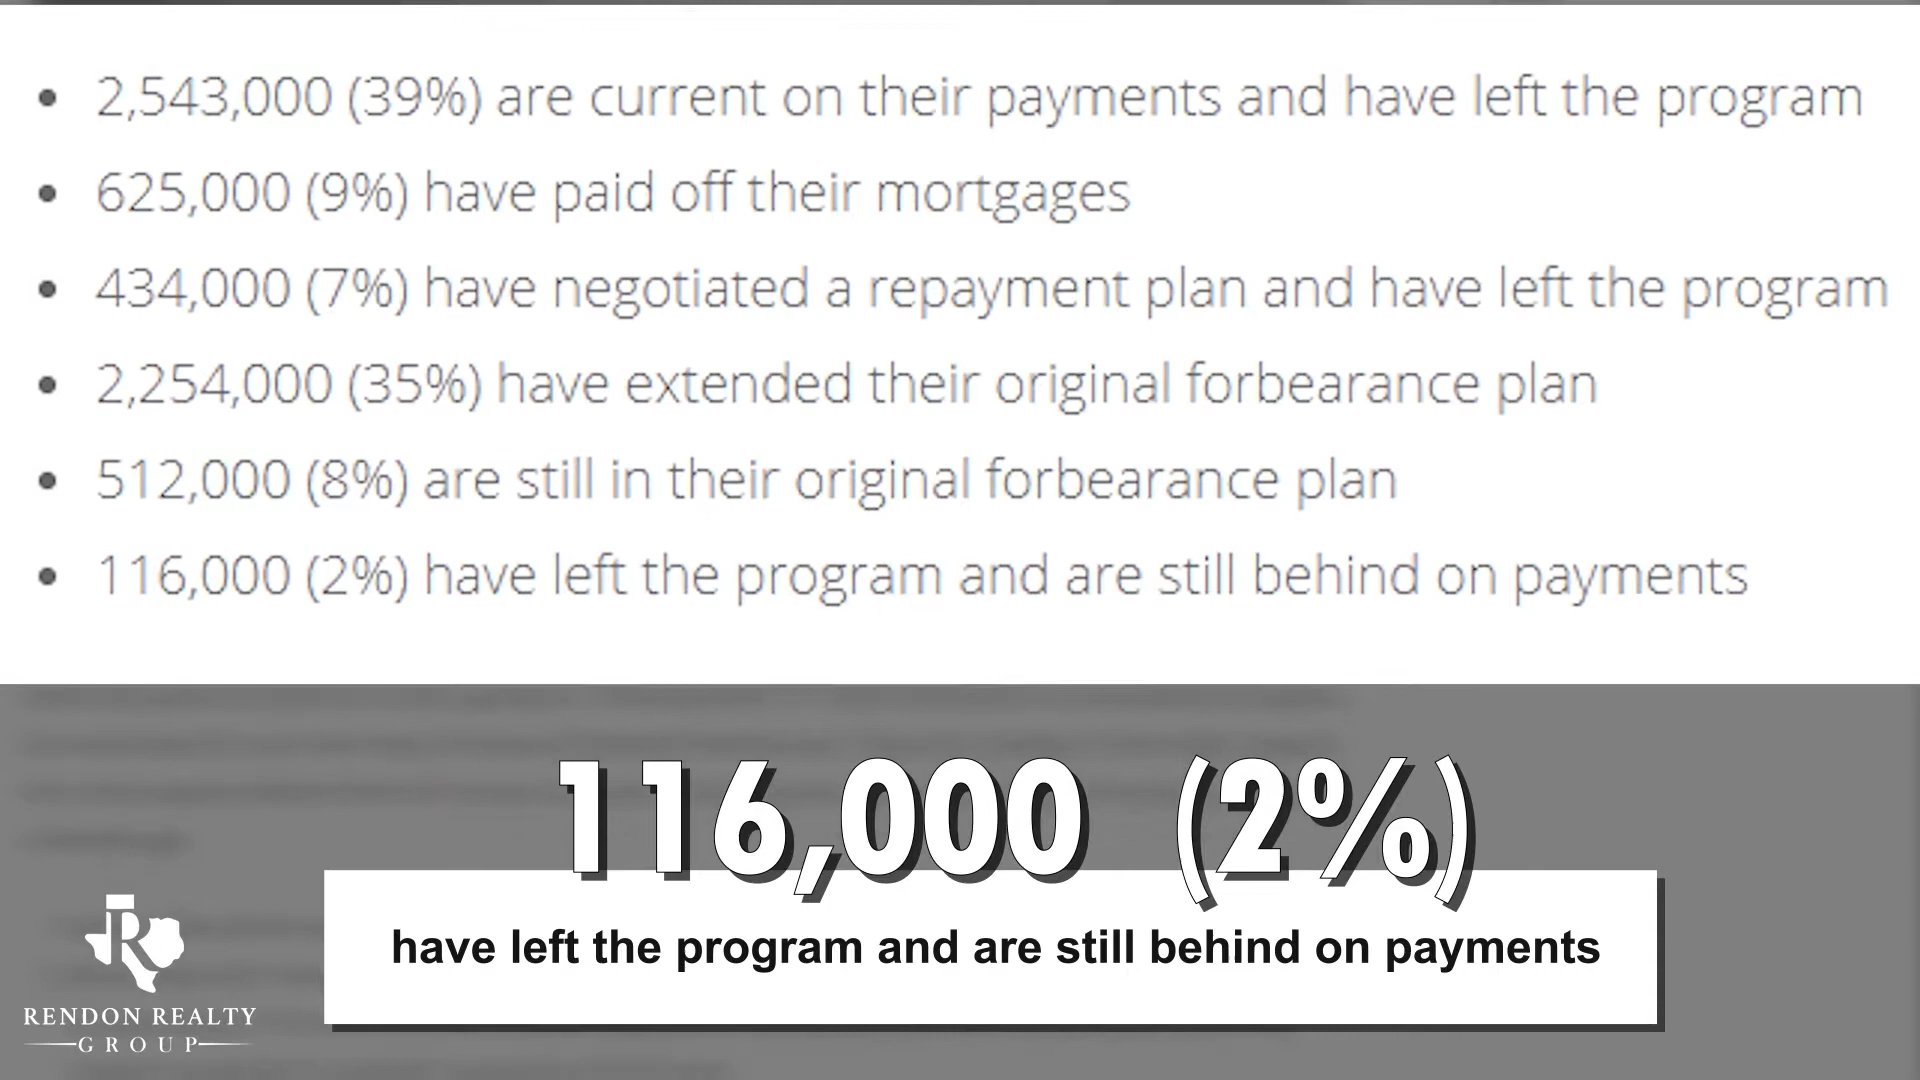 • 2,543,000 (39%) are current on their payments and have left the program
• 625,000 (9%) have paid off their mortgages
• 434,000 (7%) have negotiated a repayment plan and have left the program
• 2,254,000 (35%) have extended their original forbearance plan
• 512,000 (8%) are still in their original forbearance plan
• 116,000 (2%) have left the program and are still behind on payments
116,000 (2%)
have left the program and are still behind on payments
R
RENDON REALTY
GROUP